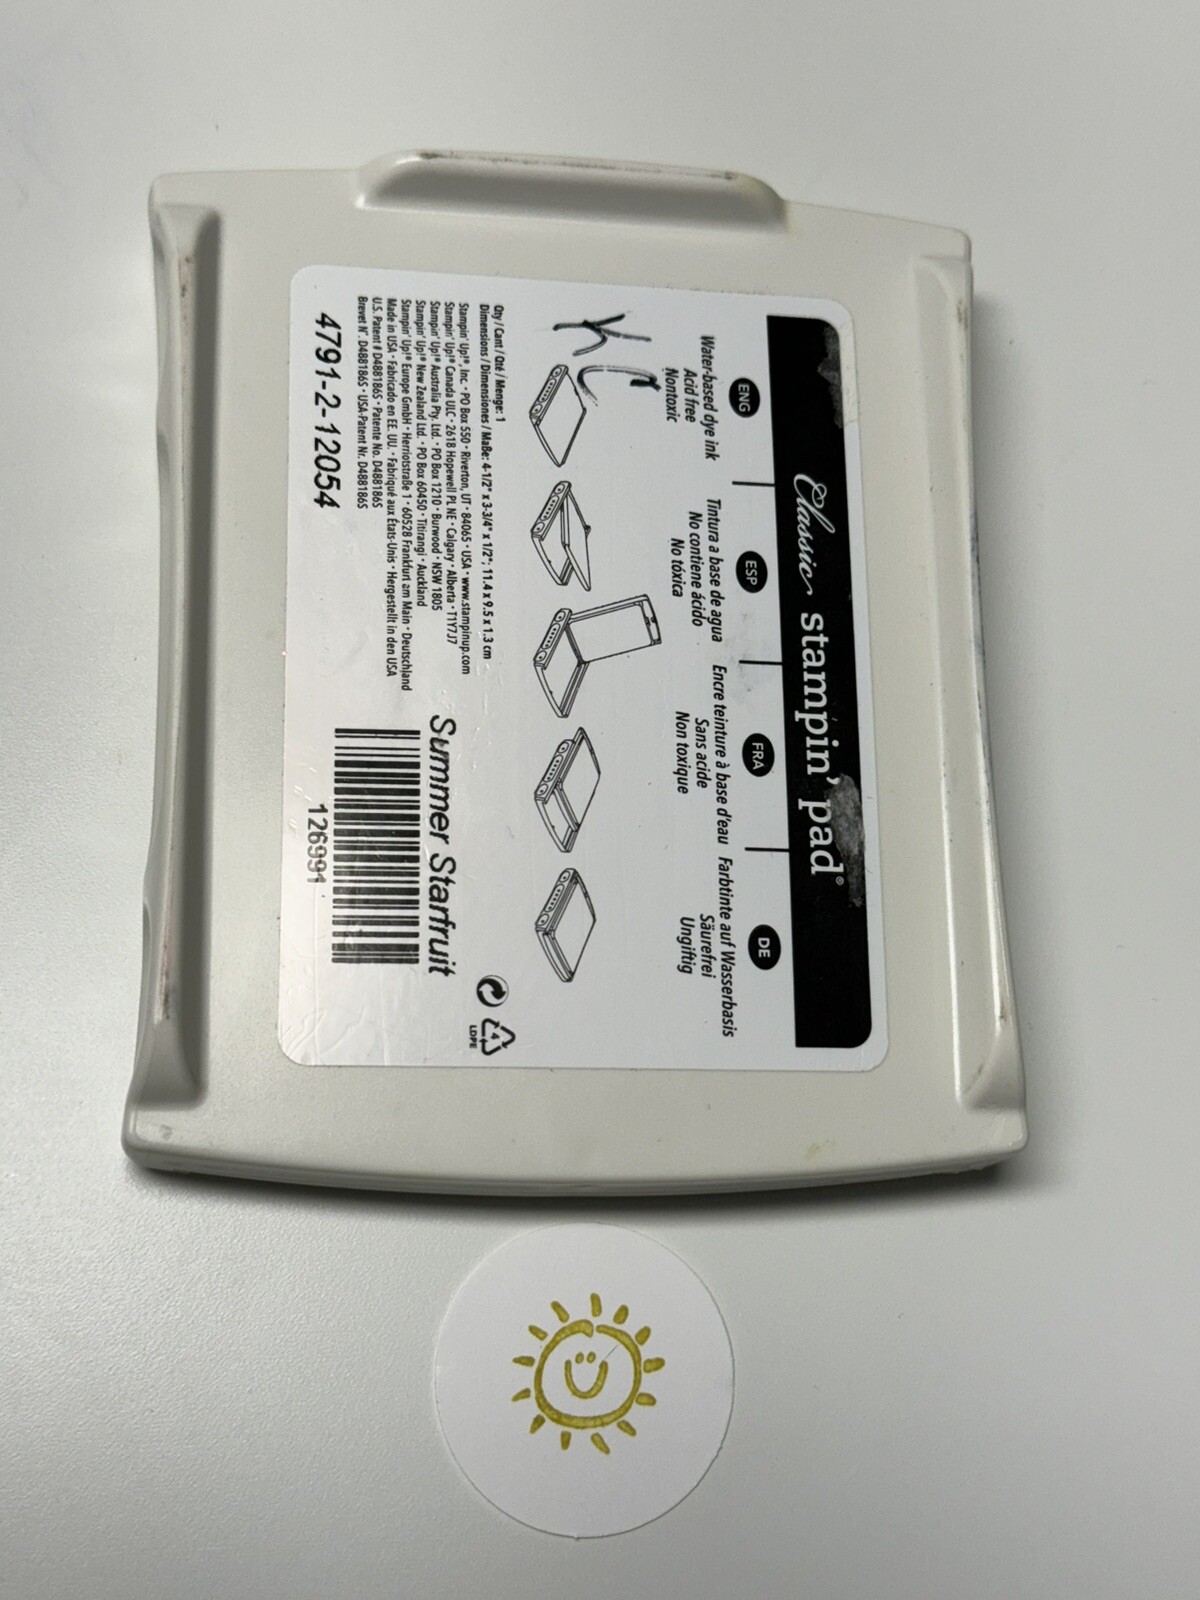 Classic stampin' pad®
ENG
Water-based dye ink
Acid free
Nontoxic
ESP
Tintura a base de agua
No contiene ácido
No tóxica
FRA
Encre teinture à base d'eau
Sans acide
Non toxique
DE
Farbtinte auf Wasserbasis
Säurefrei
Ungiftig
KC
Qty / Cant / Qté / Menge: 1
Dimensions / Dimensiones / Maße: 4-1/2" x 3-3/4" x 1/2"; 11.4 x 9.5 x 1.3 cm
Stampin' Up!®, Inc. • PO Box 550 • Riverton, UT • 84065 • USA • www.stampinup.com
Stampin' Up!® Canada ULC • 2618 Hopewell PL NE • Calgary • Alberta • T1Y7J7
Stampin' Up!® Australia Pty. Ltd. • PO Box 1210 • Burwood • NSW 1805
Stampin' Up!® New Zealand Ltd. • PO Box 60450 • Titirangi • Auckland
Stampin' Up!® Europe GmbH • Herriotstraße 1 • 60528 Frankfurt am Main • Deutschland
Made in USA • Fabricado en EE. UU. • Fabriqué aux États-Unis • Hergestellt in den USA
U.S. Patent # D488186S • Patente No. D488186S
Brevet N°. D488186S • USA-Patent Nr. D488186S
4791-2-12054
4
LDPE
Summer Starfruit
126991